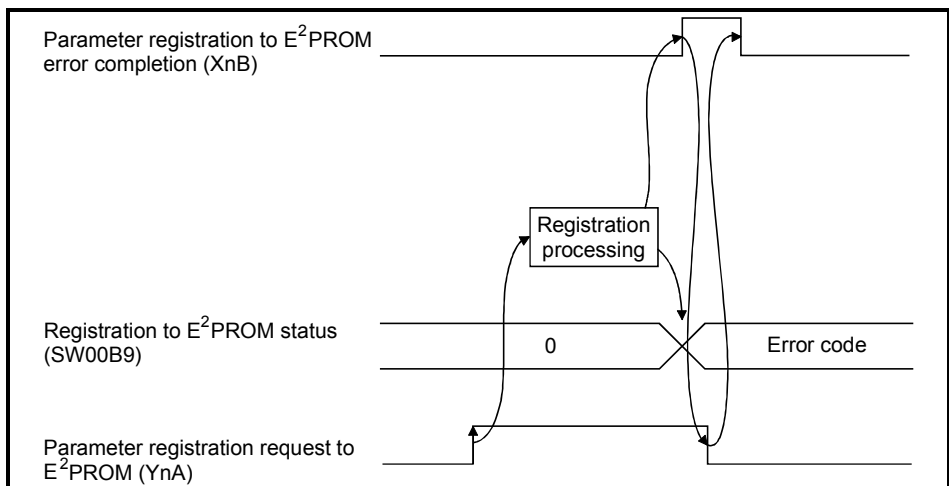 Parameter registration to E²PROM
error completion (XnB)
Registration
processing
Registration to E²PROM status
(SW00B9)
0
Error code
Parameter registration request to
E²PROM (YnA)